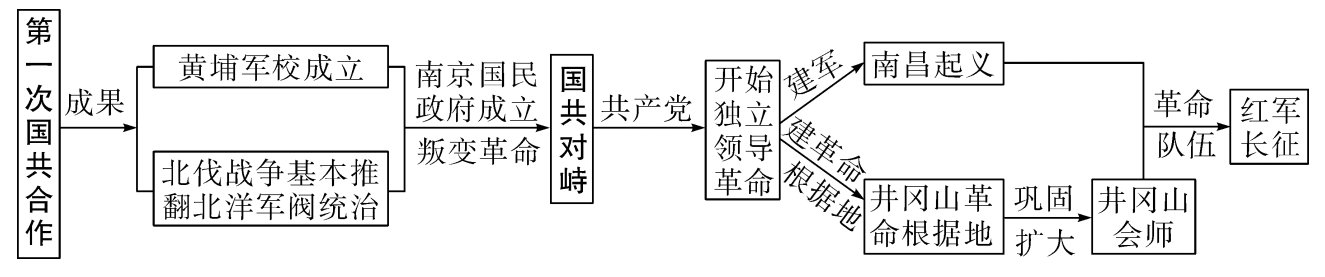 第一次国共合作
成果
黄埔军校成立
北伐战争基本推
翻北洋军阀统治
南京国民
政府成立
叛变革命
国共对峙
共产党
开始
独立
领导
革命
建军
南昌起义
建革命
根据地
井冈山革
命根据地
巩固
扩大
井冈山
会师
革命
队伍
红军
长征